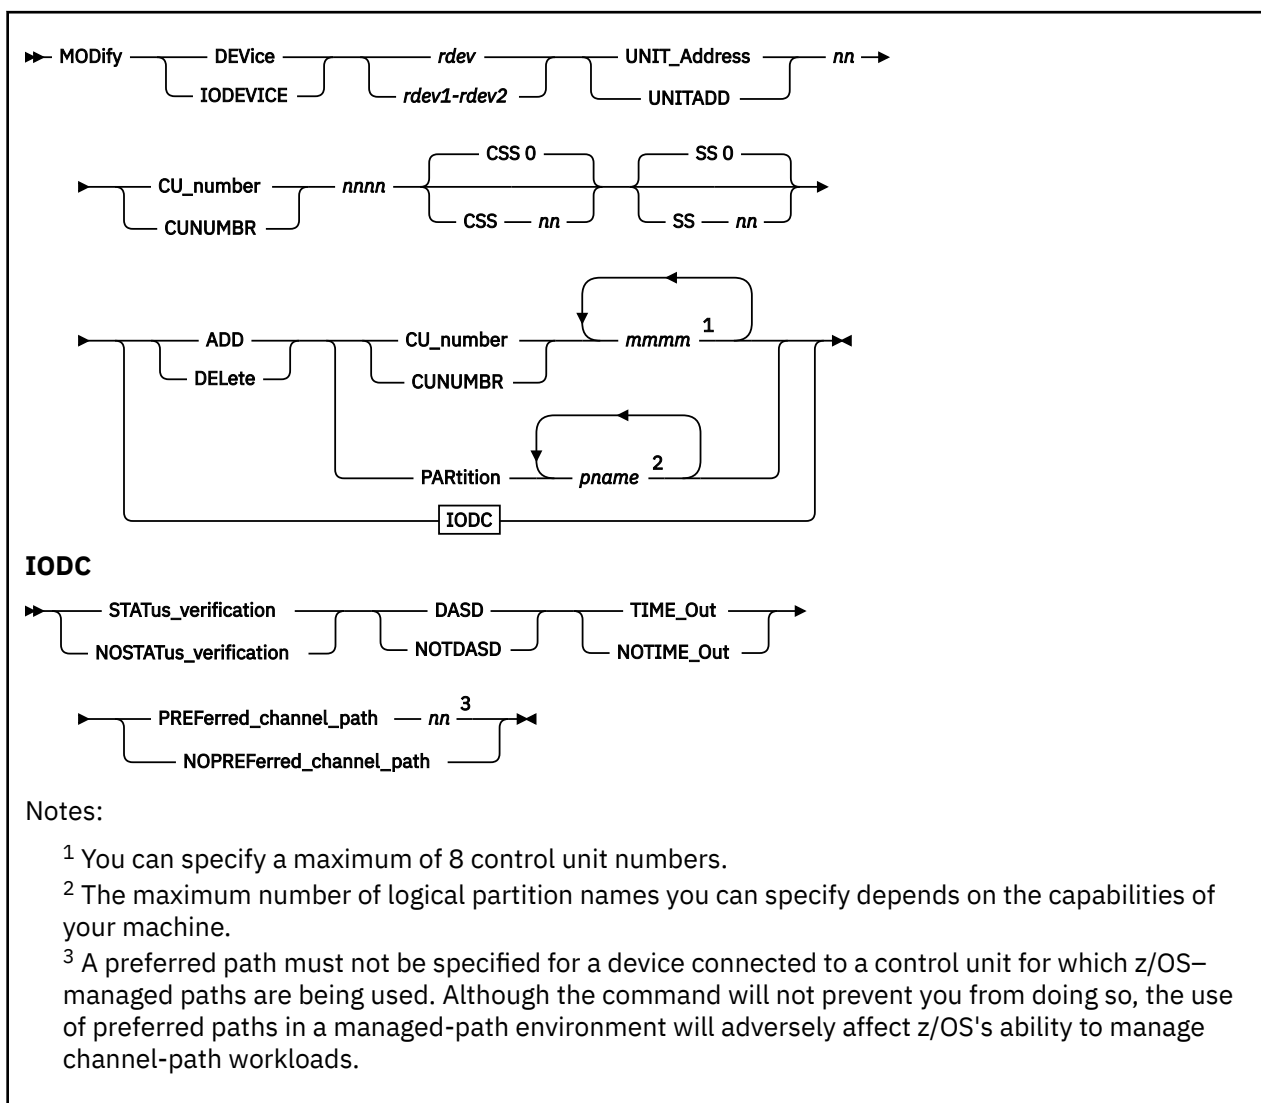 MODify DEVice rdev UNIT_Address nn
IODEVICE rdev1-rdev2 UNITADD
CSS 0 SS 0
CU_number nnnn
CUNUMBR CSS nn SS nn
ADD CU_number mmmm 1
DELete CUNUMBR
PARtition pname 2
IODC
IODC
STATus_verification DASD TIME_Out
NOSTATus_verification NOTDASD NOTIME_Out
PREFerred_channel_path nn 3
NOPREFerred_channel_path
Notes:
1 You can specify a maximum of 8 control unit numbers.
2 The maximum number of logical partition names you can specify depends on the capabilities of
your machine.
3 A preferred path must not be specified for a device connected to a control unit for which z/OS–
managed paths are being used. Although the command will not prevent you from doing so, the use
of preferred paths in a managed-path environment will adversely affect z/OS's ability to manage
channel-path workloads.